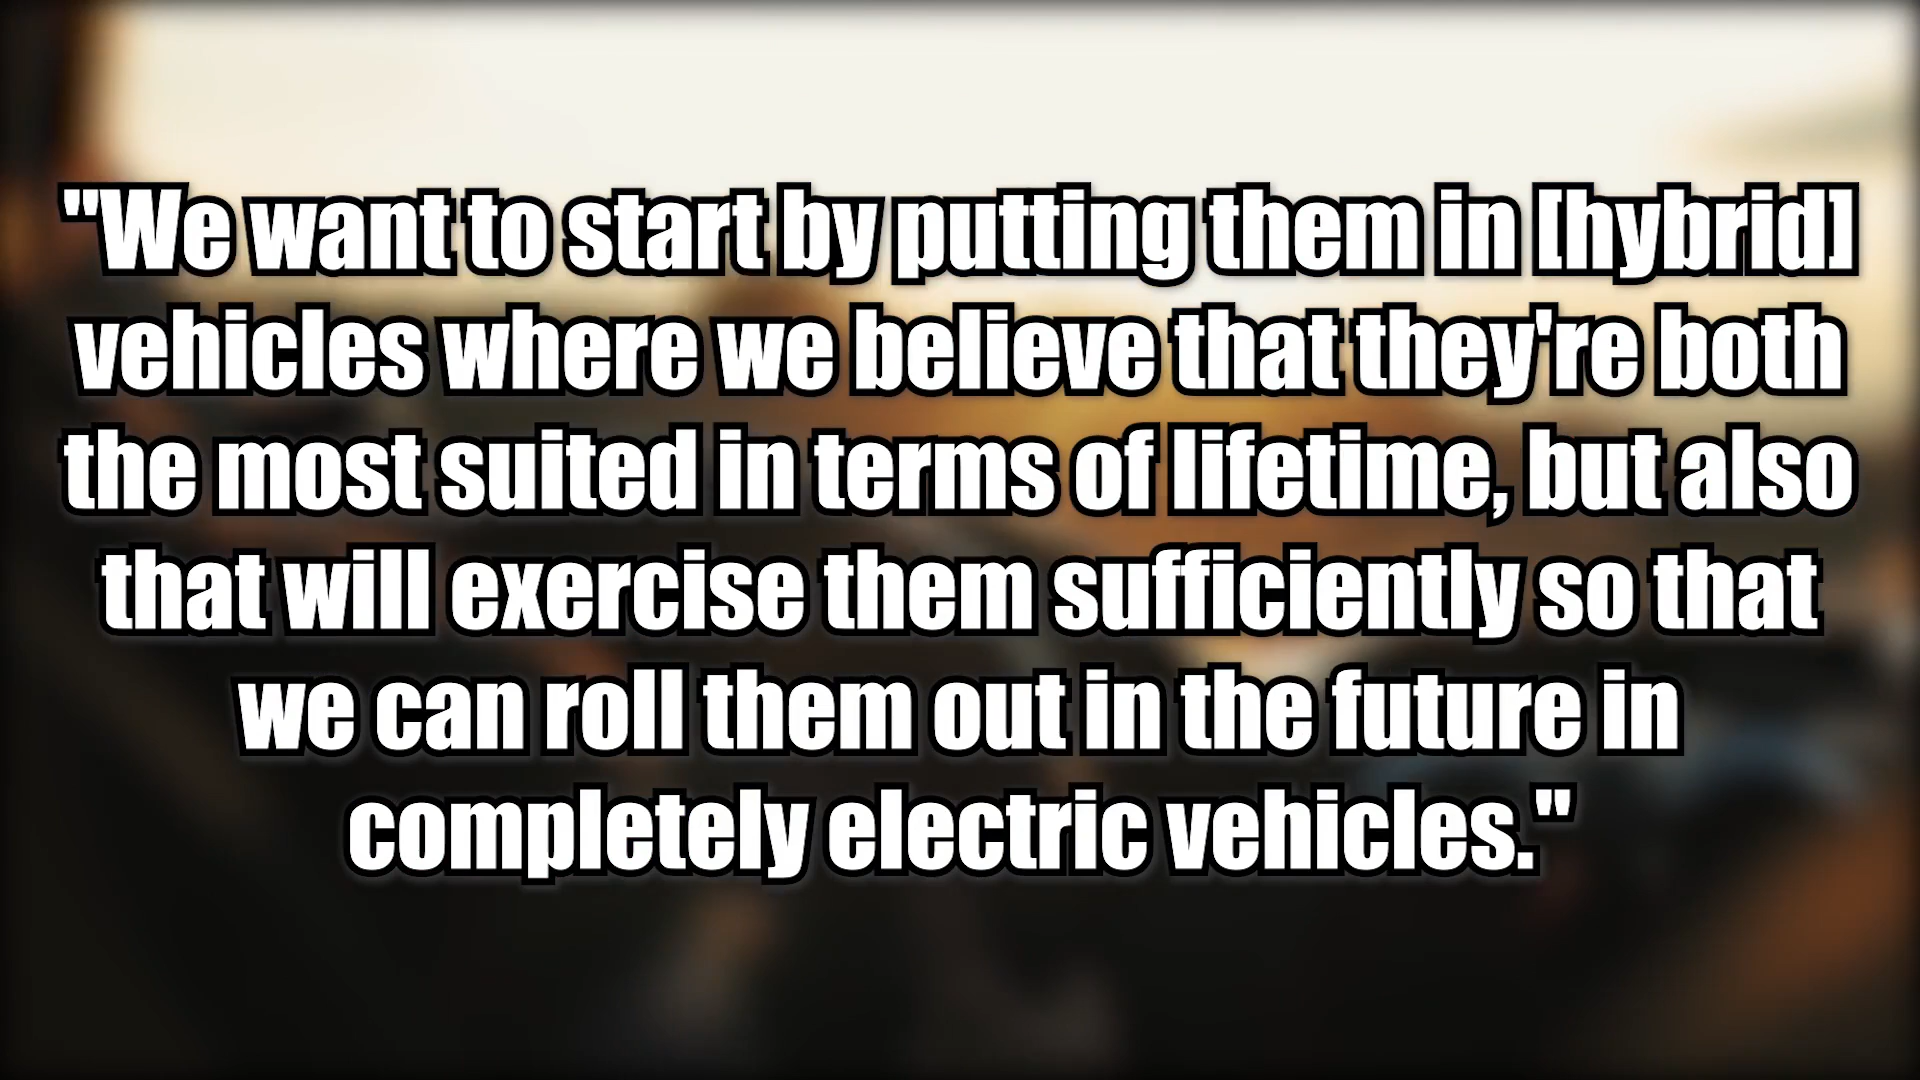 "We want to start by putting them in [hybrid]
vehicles where we believe that they're both
the most suited in terms of lifetime, but also
that will exercise them sufficiently so that
we can roll them out in the future in
completely electric vehicles."